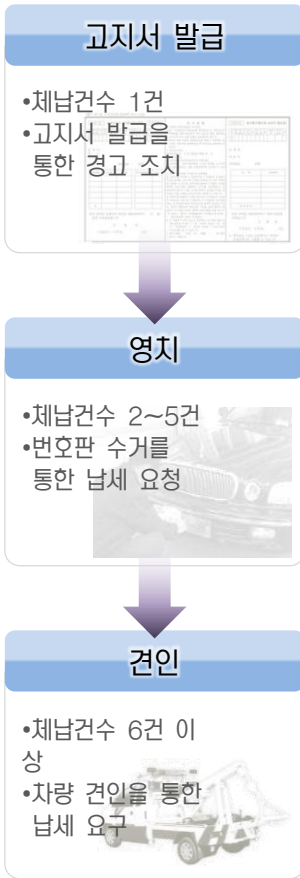 고지서 발급
•체납건수 1건
•고지서 발급을
통한 경고 조치
영치
•체납건수 2~5건
•번호판 수거를
통한 납세 요청
견인
•체납건수 6건 이
상
•차량 견인을 통한
납세 요구